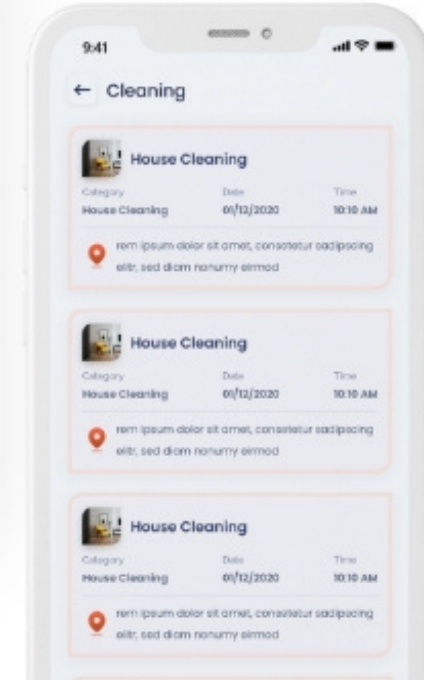 9:41
Cleaning
House Cleaning
Category Date Time
House Cleaning 01/12/2020 10:10 AM
rem ipsum dolor sit amet, consetetur sadipscing
elitr, sed diam nonumy eirmod
House Cleaning
Category Date Time
House Cleaning 01/12/2020 10:10 AM
rem ipsum dolor sit amet, consetetur sadipscing
elitr, sed diam nonumy eirmod
House Cleaning
Category Date Time
House Cleaning 01/12/2020 10:10 AM
rem ipsum dolor sit amet, consetetur sadipscing
elitr, sed diam nonumy eirmod